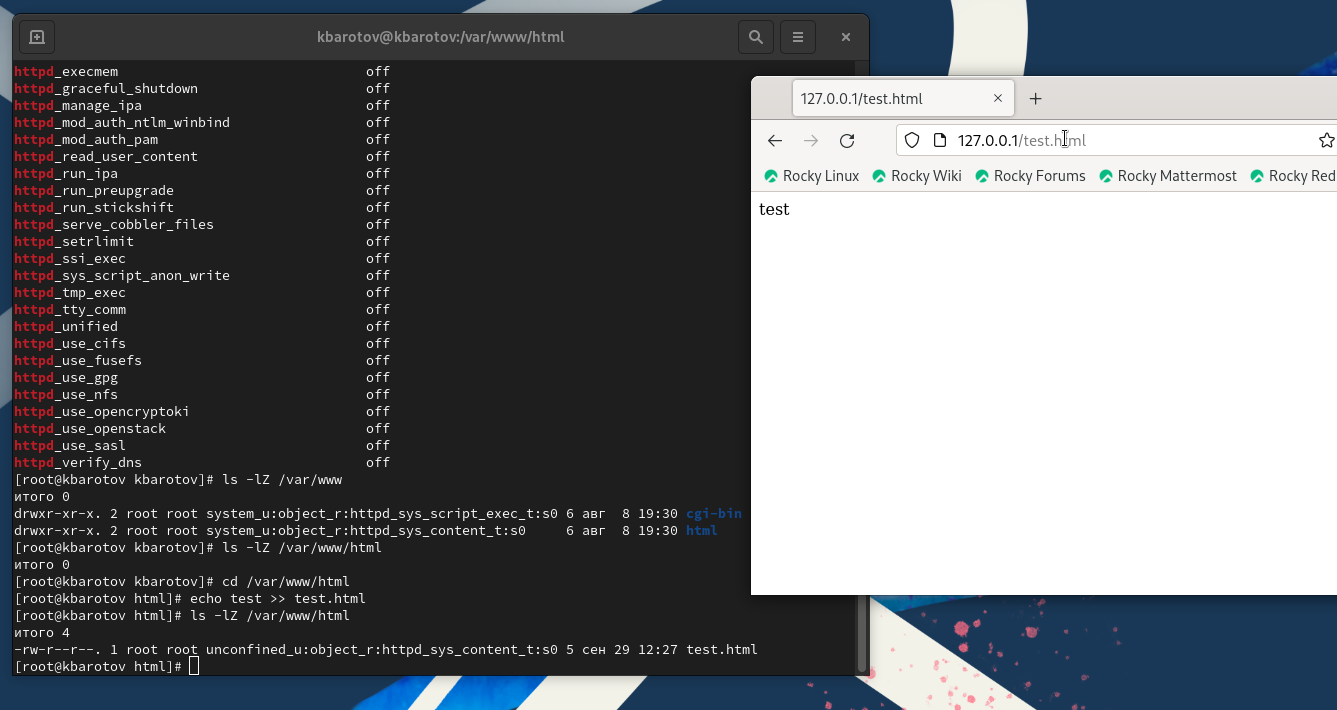 kbarotov@kbarotov:/var/www/html
httpd_execmem off
httpd_graceful_shutdown off
httpd_manage_ipa off
httpd_mod_auth_ntlm_winbind off
httpd_mod_auth_pam off
httpd_read_user_content off
httpd_run_ipa off
httpd_run_preupgrade off
httpd_run_stickshift off
httpd_serve_cobbler_files off
httpd_setrlimit off
httpd_ssi_exec off
httpd_sys_script_anon_write off
httpd_tmp_exec off
httpd_tty_comm off
httpd_unified off
httpd_use_cifs off
httpd_use_fusefs off
httpd_use_gpg off
httpd_use_nfs off
httpd_use_opencryptoki off
httpd_use_openstack off
httpd_use_sasl off
httpd_verify_dns off
[root@kbarotov kbarotov]# ls -lZ /var/www
итого 0
drwxr-xr-x. 2 root root system_u:object_r:httpd_sys_script_exec_t:s0 6 авг  8 19:30 cgi-bin
drwxr-xr-x. 2 root root system_u:object_r:httpd_sys_content_t:s0     6 авг  8 19:30 html
[root@kbarotov kbarotov]# ls -lZ /var/www/html
итого 0
[root@kbarotov kbarotov]# cd /var/www/html
[root@kbarotov html]# echo test >> test.html
[root@kbarotov html]# ls -lZ /var/www/html
итого 4
-rw-r--r--. 1 root root unconfined_u:object_r:httpd_sys_content_t:s0 5 сен 29 12:27 test.html
[root@kbarotov html]#
127.0.0.1/test.html
127.0.0.1/test.html
Rocky Linux Rocky Wiki Rocky Forums Rocky Mattermost Rocky Red
test